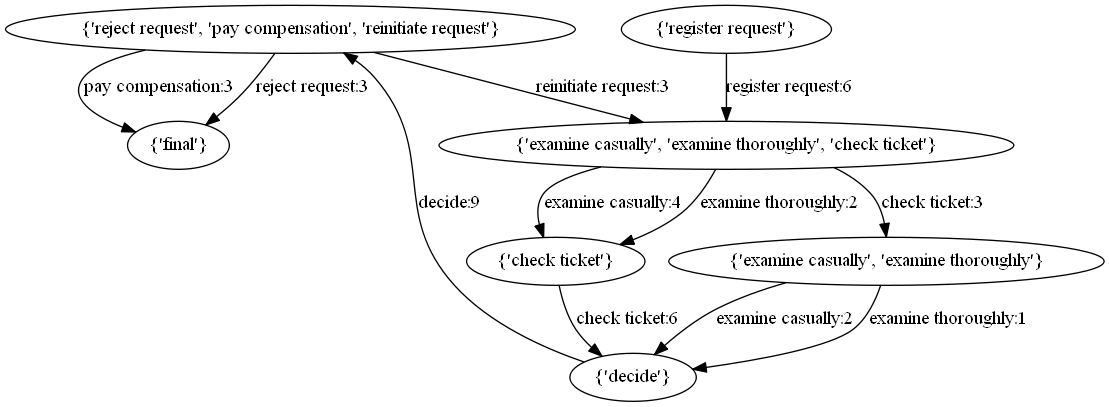 {'reject request', 'pay compensation', 'reinitiate request'}
{'register request'}
pay compensation:3
reject request:3
reinitiate request:3
register request:6
{'final'}
{'examine casually', 'examine thoroughly', 'check ticket'}
decide:9
examine casually:4
examine thoroughly:2
check ticket:3
{'check ticket'}
{'examine casually', 'examine thoroughly'}
check ticket:6
examine casually:2
examine thoroughly:1
{'decide'}